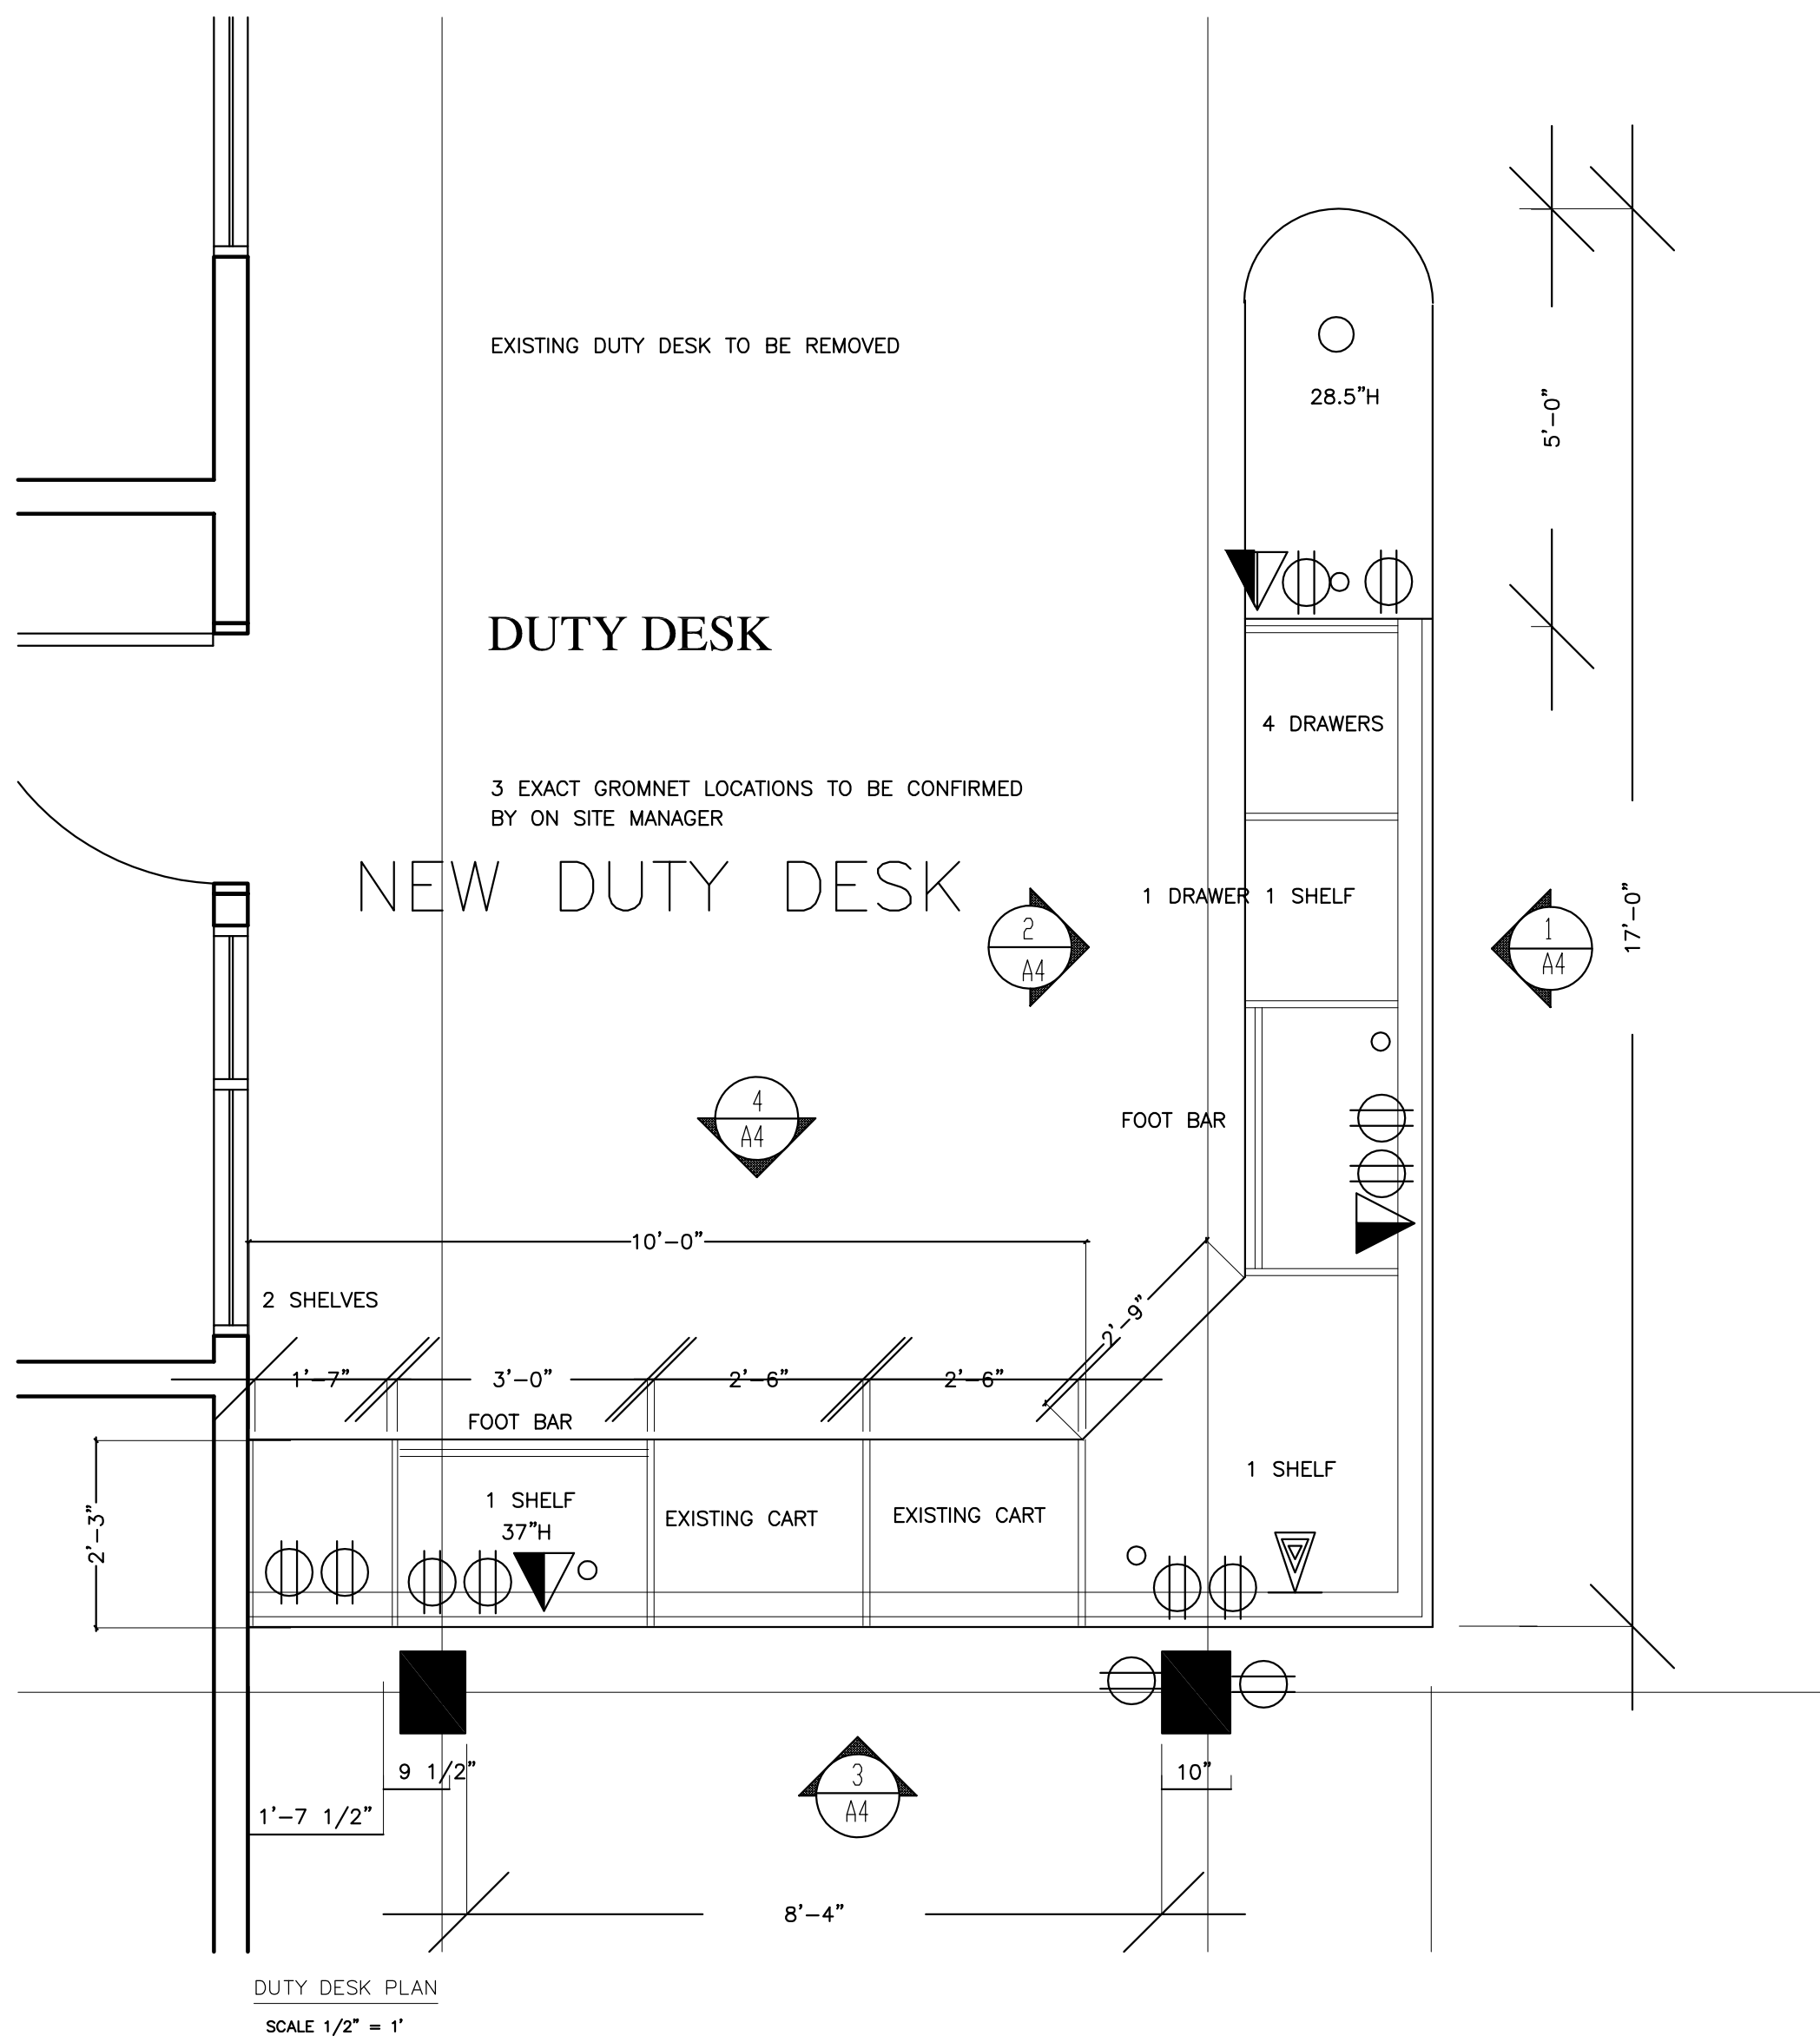 EXISTING DUTY DESK TO BE REMOVED
28.5”H
5’-0”
DUTY DESK
4 DRAWERS
3 EXACT GROMNET LOCATIONS TO BE CONFIRMED
BY ON SITE MANAGER
NEW DUTY DESK
1 DRAWER 1 SHELF
2
A4
1
A4
17’-0”
4
A4
FOOT BAR
10’-0”
2 SHELVES
2’-9”
1’-7”
3’-0”
2’-6”
2’-6”
FOOT BAR
1 SHELF
1 SHELF
37”H
EXISTING CART
EXISTING CART
2’-3”
9 1/2”
10”
3
A4
1’-7 1/2”
8’-4”
DUTY DESK PLAN
SCALE 1/2” = 1’